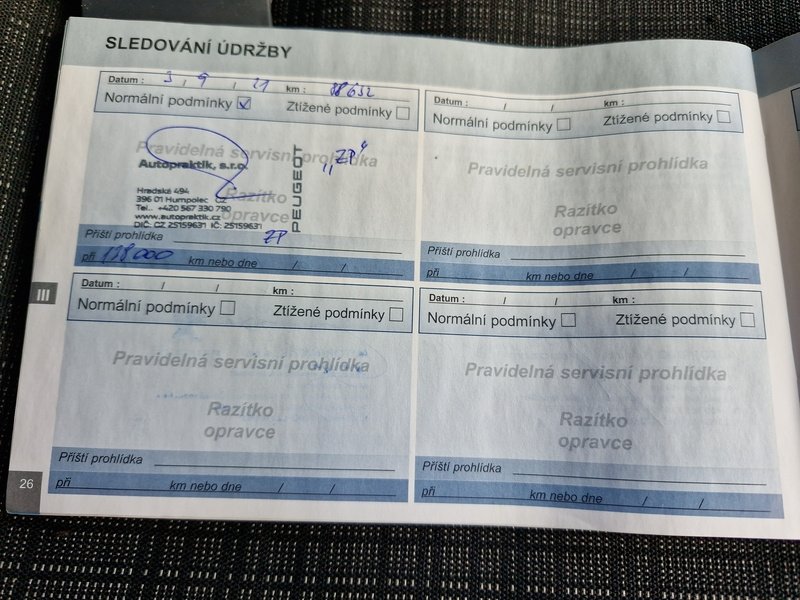 SLEDOVÁNÍ ÚDRŽBY
Datum : 3 / 9 / 21 km :
Normální podmínky Ztížené podmínky
Pravidelná servisní prohlídka
Autopraktik, s.r.o.
„ZP“
Razítko
opravce
Hradská 494
396 01 Humpolec CZ
Tel.: +420 567 330 790
www.autopraktik.cz
DIČ: CZ 25159631 IČ: 25159631
PEUGEOT
Příští prohlídka ZP
při 138000 km nebo dne / /
Datum : / / km :
Normální podmínky Ztížené podmínky
Pravidelná servisní prohlídka
Razítko
opravce
Příští prohlídka
při km nebo dne / /
III
Datum : / / km :
Normální podmínky Ztížené podmínky
Pravidelná servisní prohlídka
Razítko
opravce
Příští prohlídka
při km nebo dne / /
Datum : / / km :
Normální podmínky Ztížené podmínky
Pravidelná servisní prohlídka
Razítko
opravce
Příští prohlídka
při km nebo dne / /
26